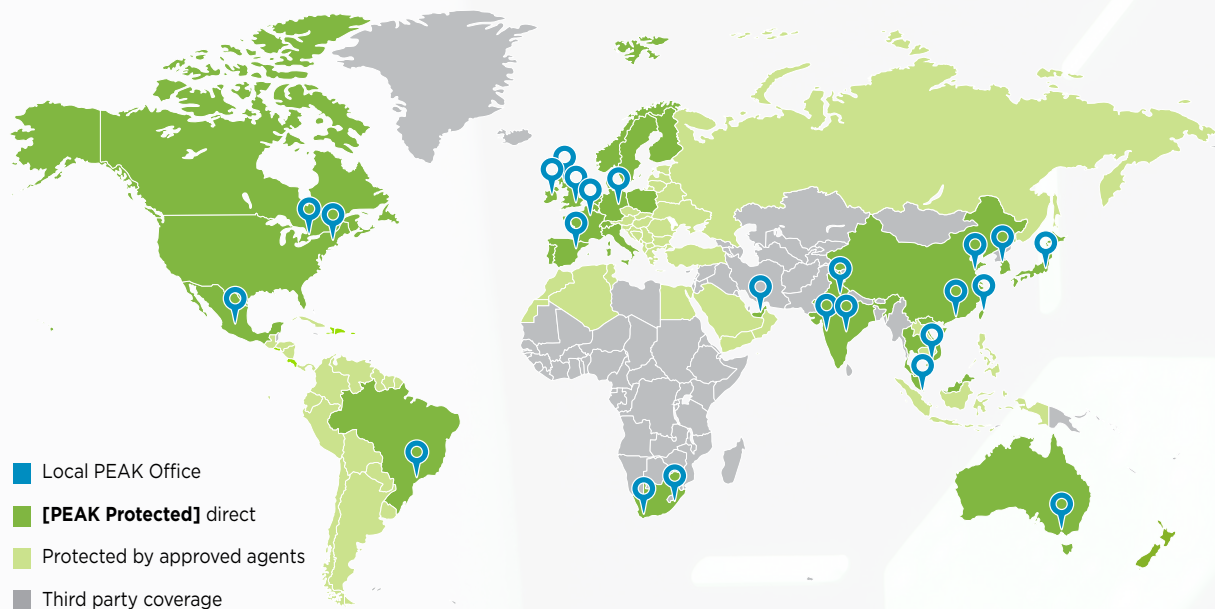 Local PEAK Office
[PEAK Protected] direct
Protected by approved agents
Third party coverage